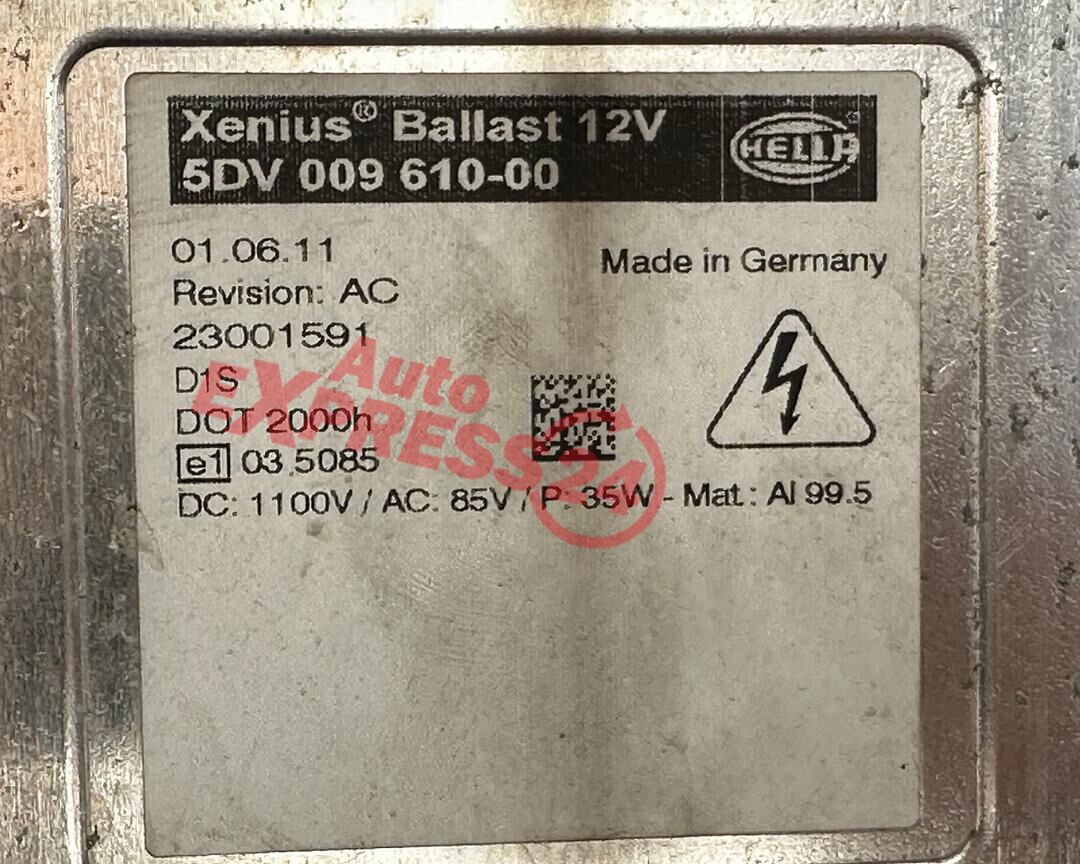 Xenius® Ballast 12V
5DV 009 610-00
HELLA
01.06.11
Made in Germany
Revision: AC
23001591
D1S
DOT 2000h
e1 03 5085
DC: 1100V / AC: 85V / P: 35W - Mat.: Al 99.5
Auto
EXPRESS24